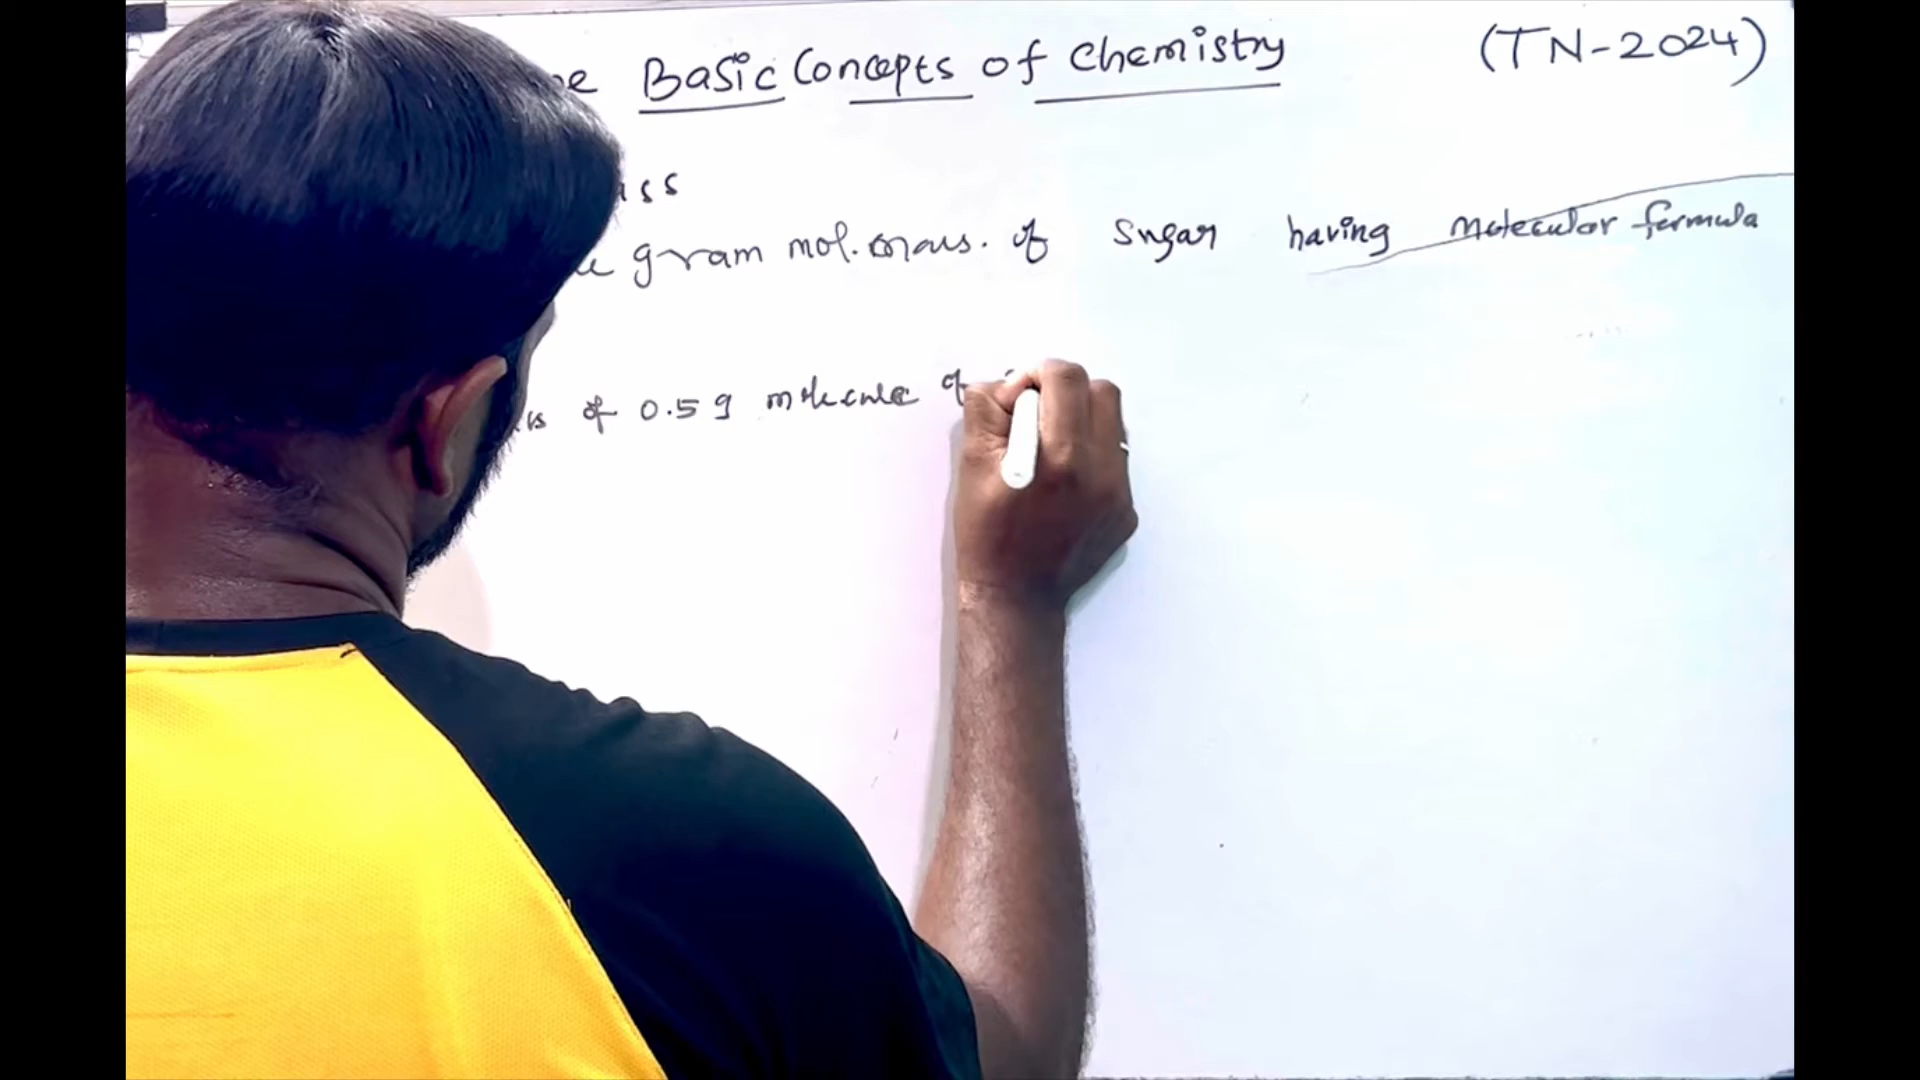 Basic Concepts of Chemistry (TN-2024)
ss
gram mol. mass. of Sugar having molecular formula
of 0.5 g molecule of